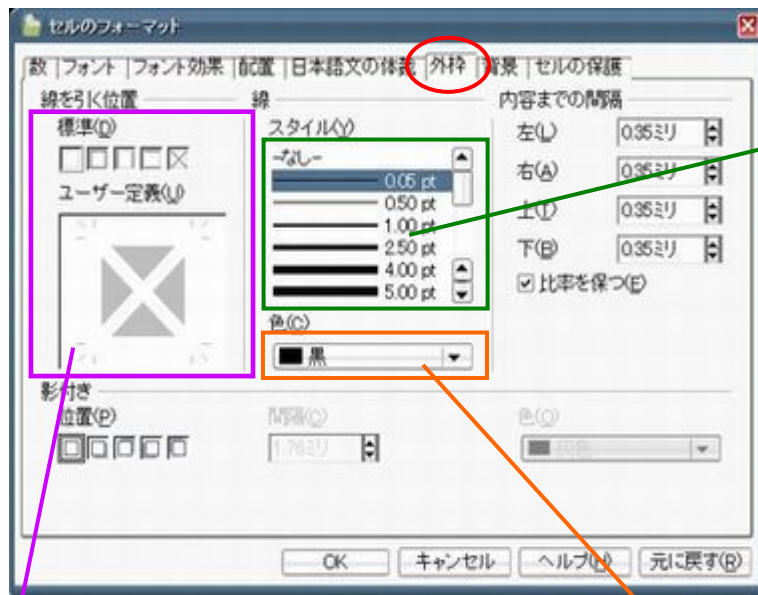 セルのフォーマット
数 フォント フォント効果 配置 日本語文の体裁 外枠 背景 セルの保護
線を引く位置
標準(D)
ユーザー定義(U)
線
スタイル(Y)
-なし-
0.05 pt
0.50 pt
1.00 pt
2.50 pt
4.00 pt
5.00 pt
色(C)
黒
内容までの間隔
左(L) 0.35ミリ
右(A) 0.35ミリ
上(T) 0.35ミリ
下(B) 0.35ミリ
比率を保つ(E)
影付き
位置(P)
間隔(C)
1.76ミリ
色(O)
灰色
OK キャンセル ヘルプ(H) 元に戻す(R)